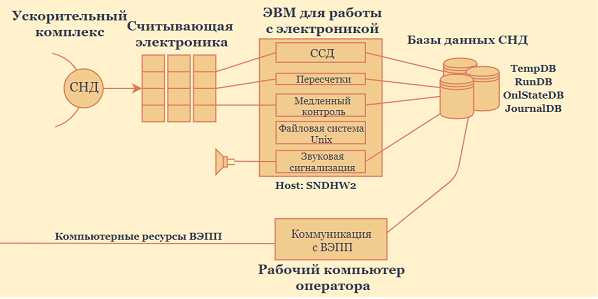 Ускорительный
комплекс
СНД
Считывающая
электроника
ЭВМ для работы
с электроникой
ССД
Пересчетки
Медленный
контроль
Файловая система
Unix
Звуковая
сигнализация
Host: SNDHW2
Базы данных СНД
TempDB
RunDB
OnlStateDB
JournalDB
Компьютерные ресурсы ВЭПП
Коммуникация
с ВЭПП
Рабочий компьютер
оператора